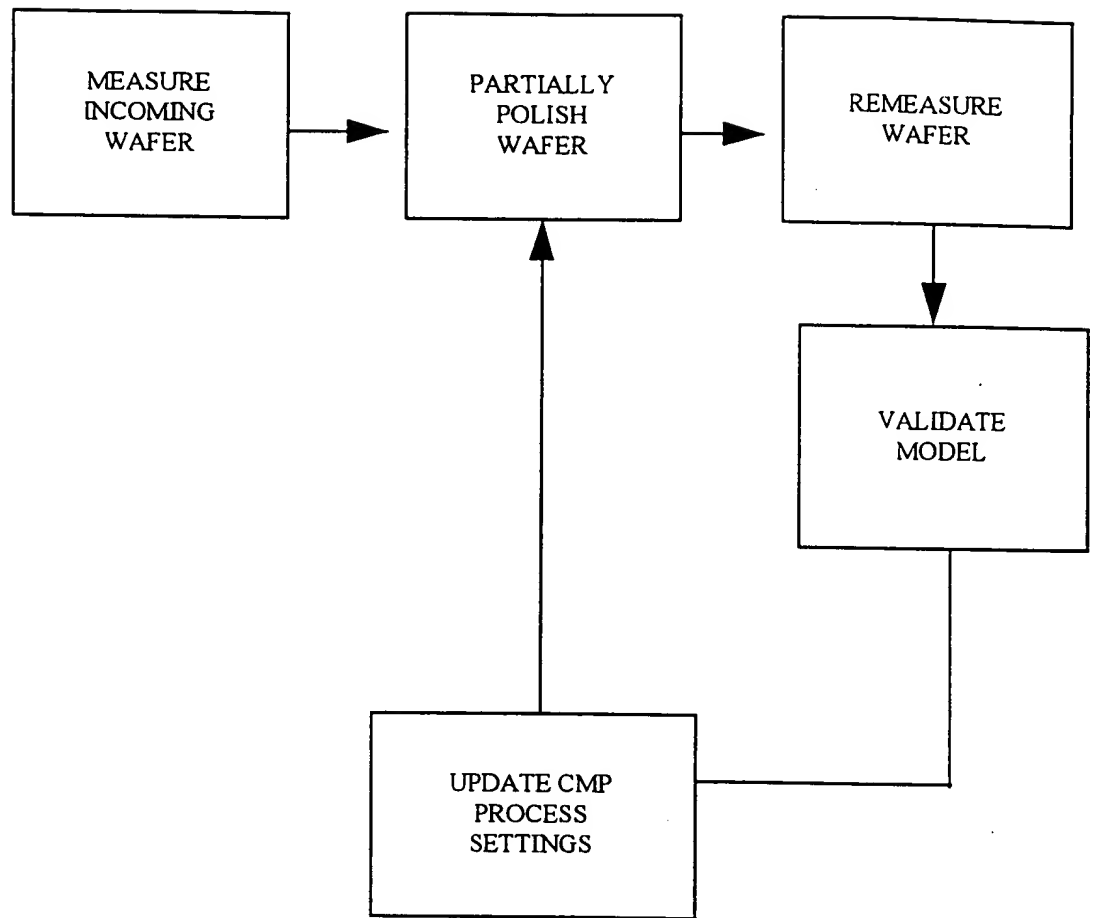 MEASURE
INCOMING
WAFER
PARTIALLY
POLISH
WAFER
REMEASURE
WAFER
VALIDATE
MODEL
UPDATE CMP
PROCESS
SETTINGS